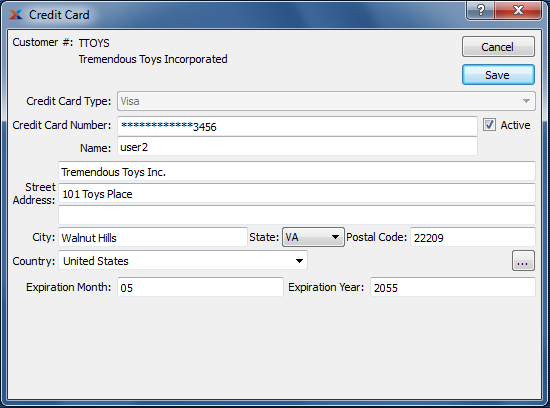 Credit Card
?
Customer #: TTOYS
Tremendous Toys Incorporated
Cancel
Save
Credit Card Type: Visa
Credit Card Number: ************3456
Active
Name: user2
Street Address:
Tremendous Toys Inc.
101 Toys Place
City: Walnut Hills State: VA Postal Code: 22209
Country: United States
...
Expiration Month: 05 Expiration Year: 2055